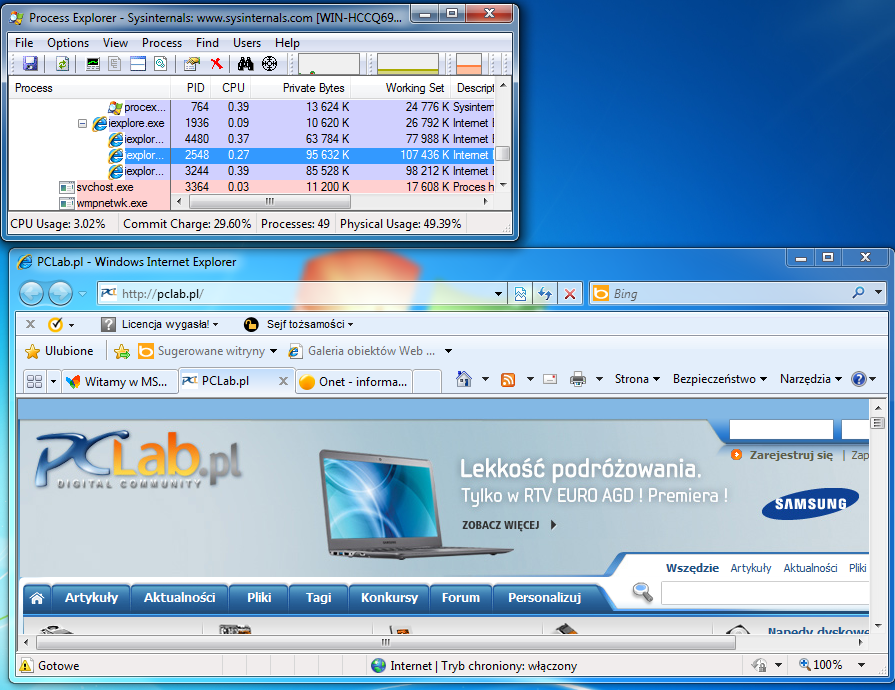 Process Explorer - Sysinternals: www.sysinternals.com [WIN-HCCQ69...
File Options View Process Find Users Help
Process PID CPU Private Bytes Working Set Descript
procex... 764 0.39 13 624 K 24 776 K Sysintern
iexplore.exe 1936 0.09 10 620 K 26 792 K Internet
iexplor... 4480 0.37 63 784 K 77 988 K Internet
iexplor... 2548 0.27 95 632 K 107 436 K Internet
iexplor... 3244 0.39 85 528 K 98 212 K Internet
svchost.exe 3364 0.03 11 200 K 17 608 K Proces h
wmpnetwk.exe
CPU Usage: 3.02% Commit Charge: 29.60% Processes: 49 Physical Usage: 49.39%
PCLab.pl - Windows Internet Explorer
http://pclab.pl/ Bing
Licencja wygasła! Sejf tożsamości
Ulubione Sugerowane witryny Galeria obiektów Web ...
Witamy w MS... PCLab.pl Onet - informa... Strona Bezpieczeństwo Narzędzia
PCLab.pl
DIGITAL COMMUNITY
Lekkość podróżowania.
Tylko w RTV EURO AGD ! Premiera !
ZOBACZ WIĘCEJ
Zarejestruj się | Zap
SAMSUNG
Wszędzie Artykuły Aktualności Pliki
Artykuły Aktualności Pliki Tagi Konkursy Forum Personalizuj
Napędy dyskowe
Gotowe Internet | Tryb chroniony: włączony 100%